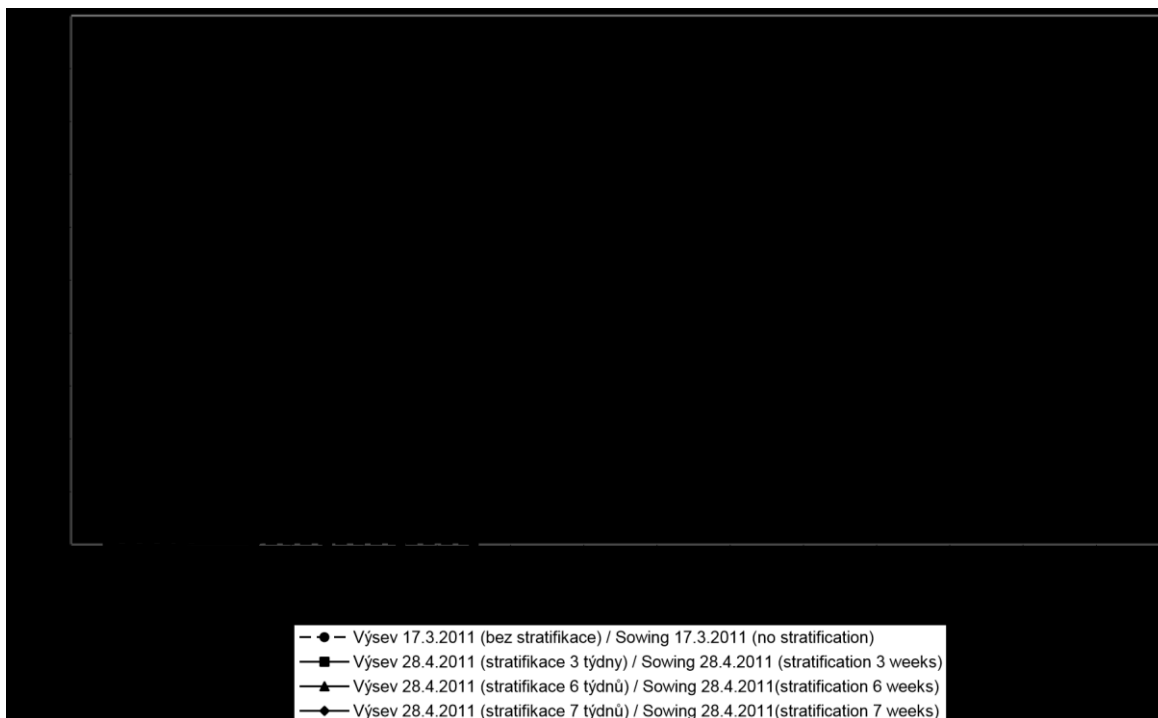 Výsev 17.3.2011 (bez stratifikace) / Sowing 17.3.2011 (no stratification)
Výsev 28.4.2011 (stratifikace 3 týdny) / Sowing 28.4.2011 (stratification 3 weeks)
Výsev 28.4.2011 (stratifikace 6 týdnů) / Sowing 28.4.2011(stratification 6 weeks)
Výsev 28.4.2011 (stratifikace 7 týdnů) / Sowing 28.4.2011(stratification 7 weeks)